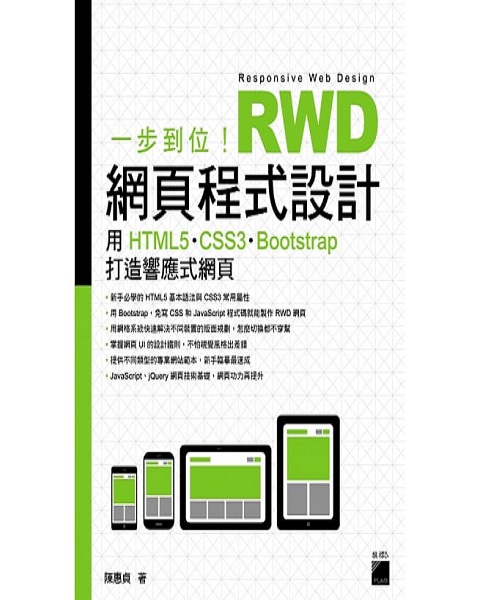 Responsive Web Design
一步到位！RWD
網頁程式設計
用 HTML5・CSS3・Bootstrap
打造響應式網頁
• 新手必學的 HTML5 基本語法與 CSS3 常用屬性
• 用 Bootstrap，免寫 CSS 和 JavaScript 程式碼就能製作 RWD 網頁
• 用網格系統快速解決不同裝置的版面規劃，怎麼切換都不穿幫
• 掌握網頁 UI 的設計鐵則，不怕視覺風格出差錯
• 提供不同類型的專業網站範本，新手臨摹最速成
• JavaScript、jQuery 網頁技術基礎，網頁功力再提升
旗標
FLAG
陳惠貞 著